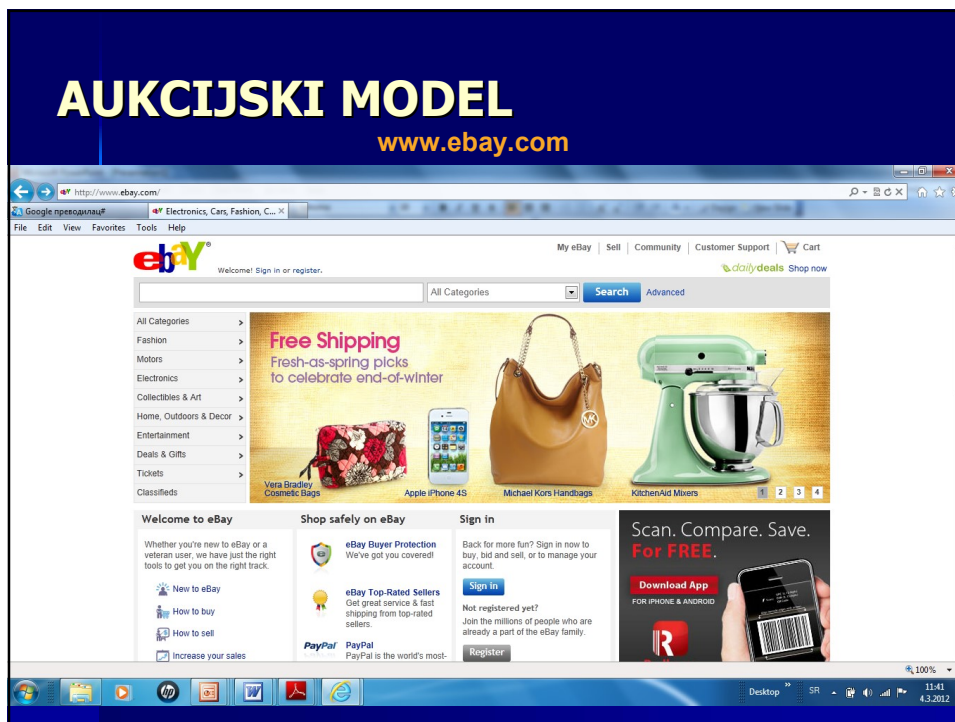 AUKCIJSKI MODEL
www.ebay.com
http://www.ebay.com/
Google преводилац#
Electronics, Cars, Fashion, C...
File Edit View Favorites Tools Help
ebaY®
Welcome! Sign in or register.
My eBay Sell Community Customer Support Cart
dailydeals Shop now
All Categories
Search
Advanced
All Categories
Fashion
Motors
Electronics
Collectibles & Art
Home, Outdoors & Decor
Entertainment
Deals & Gifts
Tickets
Classifieds
Free Shipping
Fresh-as-spring picks
to celebrate end-of-winter
MK
Vera Bradley
Cosmetic Bags
Apple iPhone 4S
Michael Kors Handbags
KitchenAid Mixers
1 2 3 4
Welcome to eBay
Whether you're new to eBay or a
veteran user, we have just the right
tools to get you on the right track.
New to eBay
How to buy
How to sell
Increase your sales
Shop safely on eBay
eBay Buyer Protection
We've got you covered!
eBay Top-Rated Sellers
Get great service & fast
shipping from top-rated
sellers.
PayPal
PayPal
PayPal is the world's most-
Sign in
Back for more fun? Sign in now to
buy, bid and sell, or to manage your
account.
Sign in
Not registered yet?
Join the millions of people who are
already a part of the eBay family.
Register
Scan. Compare. Save.
For FREE.
Download App
FOR IPHONE & ANDROID
100%
Desktop
SR
11:41
4.3.2012